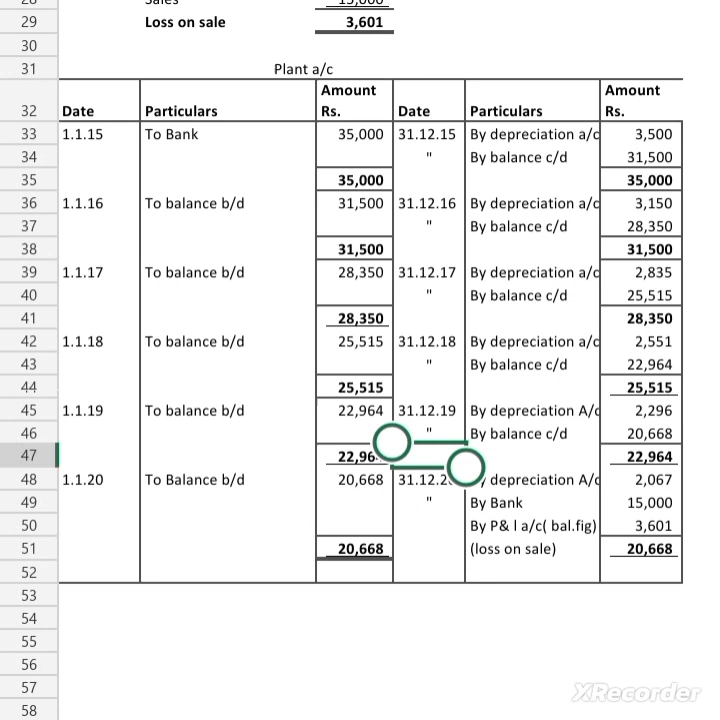 29 Loss on sale 3,601
30
31 Plant a/c
Amount Amount
32 Date Particulars Rs. Date Particulars Rs.
33 1.1.15 To Bank 35,000 31.12.15 By depreciation a/c 3,500
34 " By balance c/d 31,500
35 35,000 35,000
36 1.1.16 To balance b/d 31,500 31.12.16 By depreciation a/c 3,150
37 " By balance c/d 28,350
38 31,500 31,500
39 1.1.17 To balance b/d 28,350 31.12.17 By depreciation a/c 2,835
40 " By balance c/d 25,515
41 28,350 28,350
42 1.1.18 To balance b/d 25,515 31.12.18 By depreciation a/c 2,551
43 " By balance c/d 22,964
44 25,515 25,515
45 1.1.19 To balance b/d 22,964 31.12.19 By depreciation A/c 2,296
46 " By balance c/d 20,668
47 22,96 22,964
48 1.1.20 To Balance b/d 20,668 31.12.2 depreciation A/c 2,067
49 " By Bank 15,000
50 By P& l a/c( bal.fig) 3,601
51 20,668 (loss on sale) 20,668
52
53
54
55
56
57
58
XRecorder